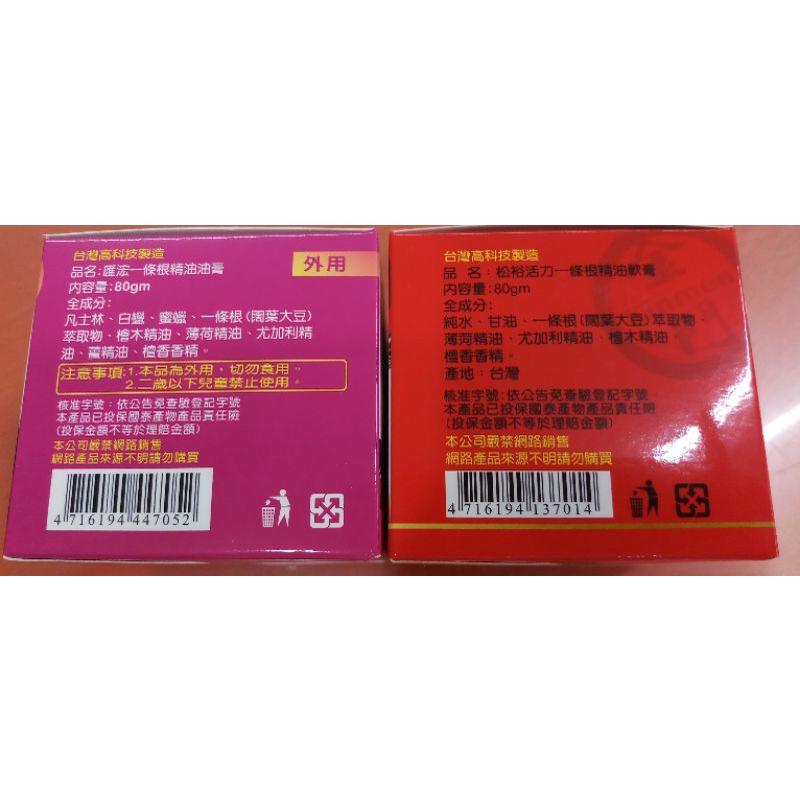 台灣高科技製造
外用
品名:匯浤一條根精油油膏
內容量:80gm
全成分:
凡士林、白蠟、蜜蠟、一條根(闊葉大豆)
萃取物、檜木精油、薄荷精油、尤加利精
油、薑精油、檀香香精。
注意事項:1.本品為外用,切勿食用。
2.二歲以下兒童禁止使用。
核准字號:依公告免查驗登記字號
本產品已投保國泰產物產品責任險
(投保金額不等於理賠金額)
本公司嚴禁網路銷售
網路產品來源不明請勿購買
4 716194 447052
台灣高科技製造
品 名:松裕活力一條根精油軟膏
內容量:80gm
全成分:
純水、甘油、一條根(闊葉大豆)萃取物、
薄荷精油、尤加利精油、檜木精油、
檀香香精。
產地:台灣
核准字號:依公告免查驗登記字號
本產品已投保國泰產物產品責任險
(投保金額不等於理賠金額)
本公司嚴禁網路銷售
網路產品來源不明請勿購買
4 716194 137014